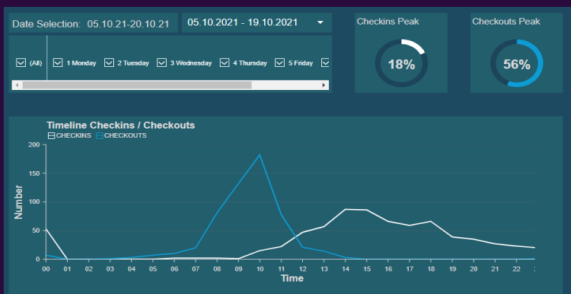 Date Selection: 05.10.21-20.10.21
05.10.2021 - 19.10.2021
(All) 1 Monday 2 Tuesday 3 Wednesday 4 Thursday 5 Friday
Checkins Peak
18%
Checkouts Peak
56%
Timeline Checkins / Checkouts
CHECKINS CHECKOUTS
Number
200
150
100
50
0
00 01 02 03 04 05 06 07 08 09 10 11 12 13 14 15 16 17 18 19 20 21 22
Time